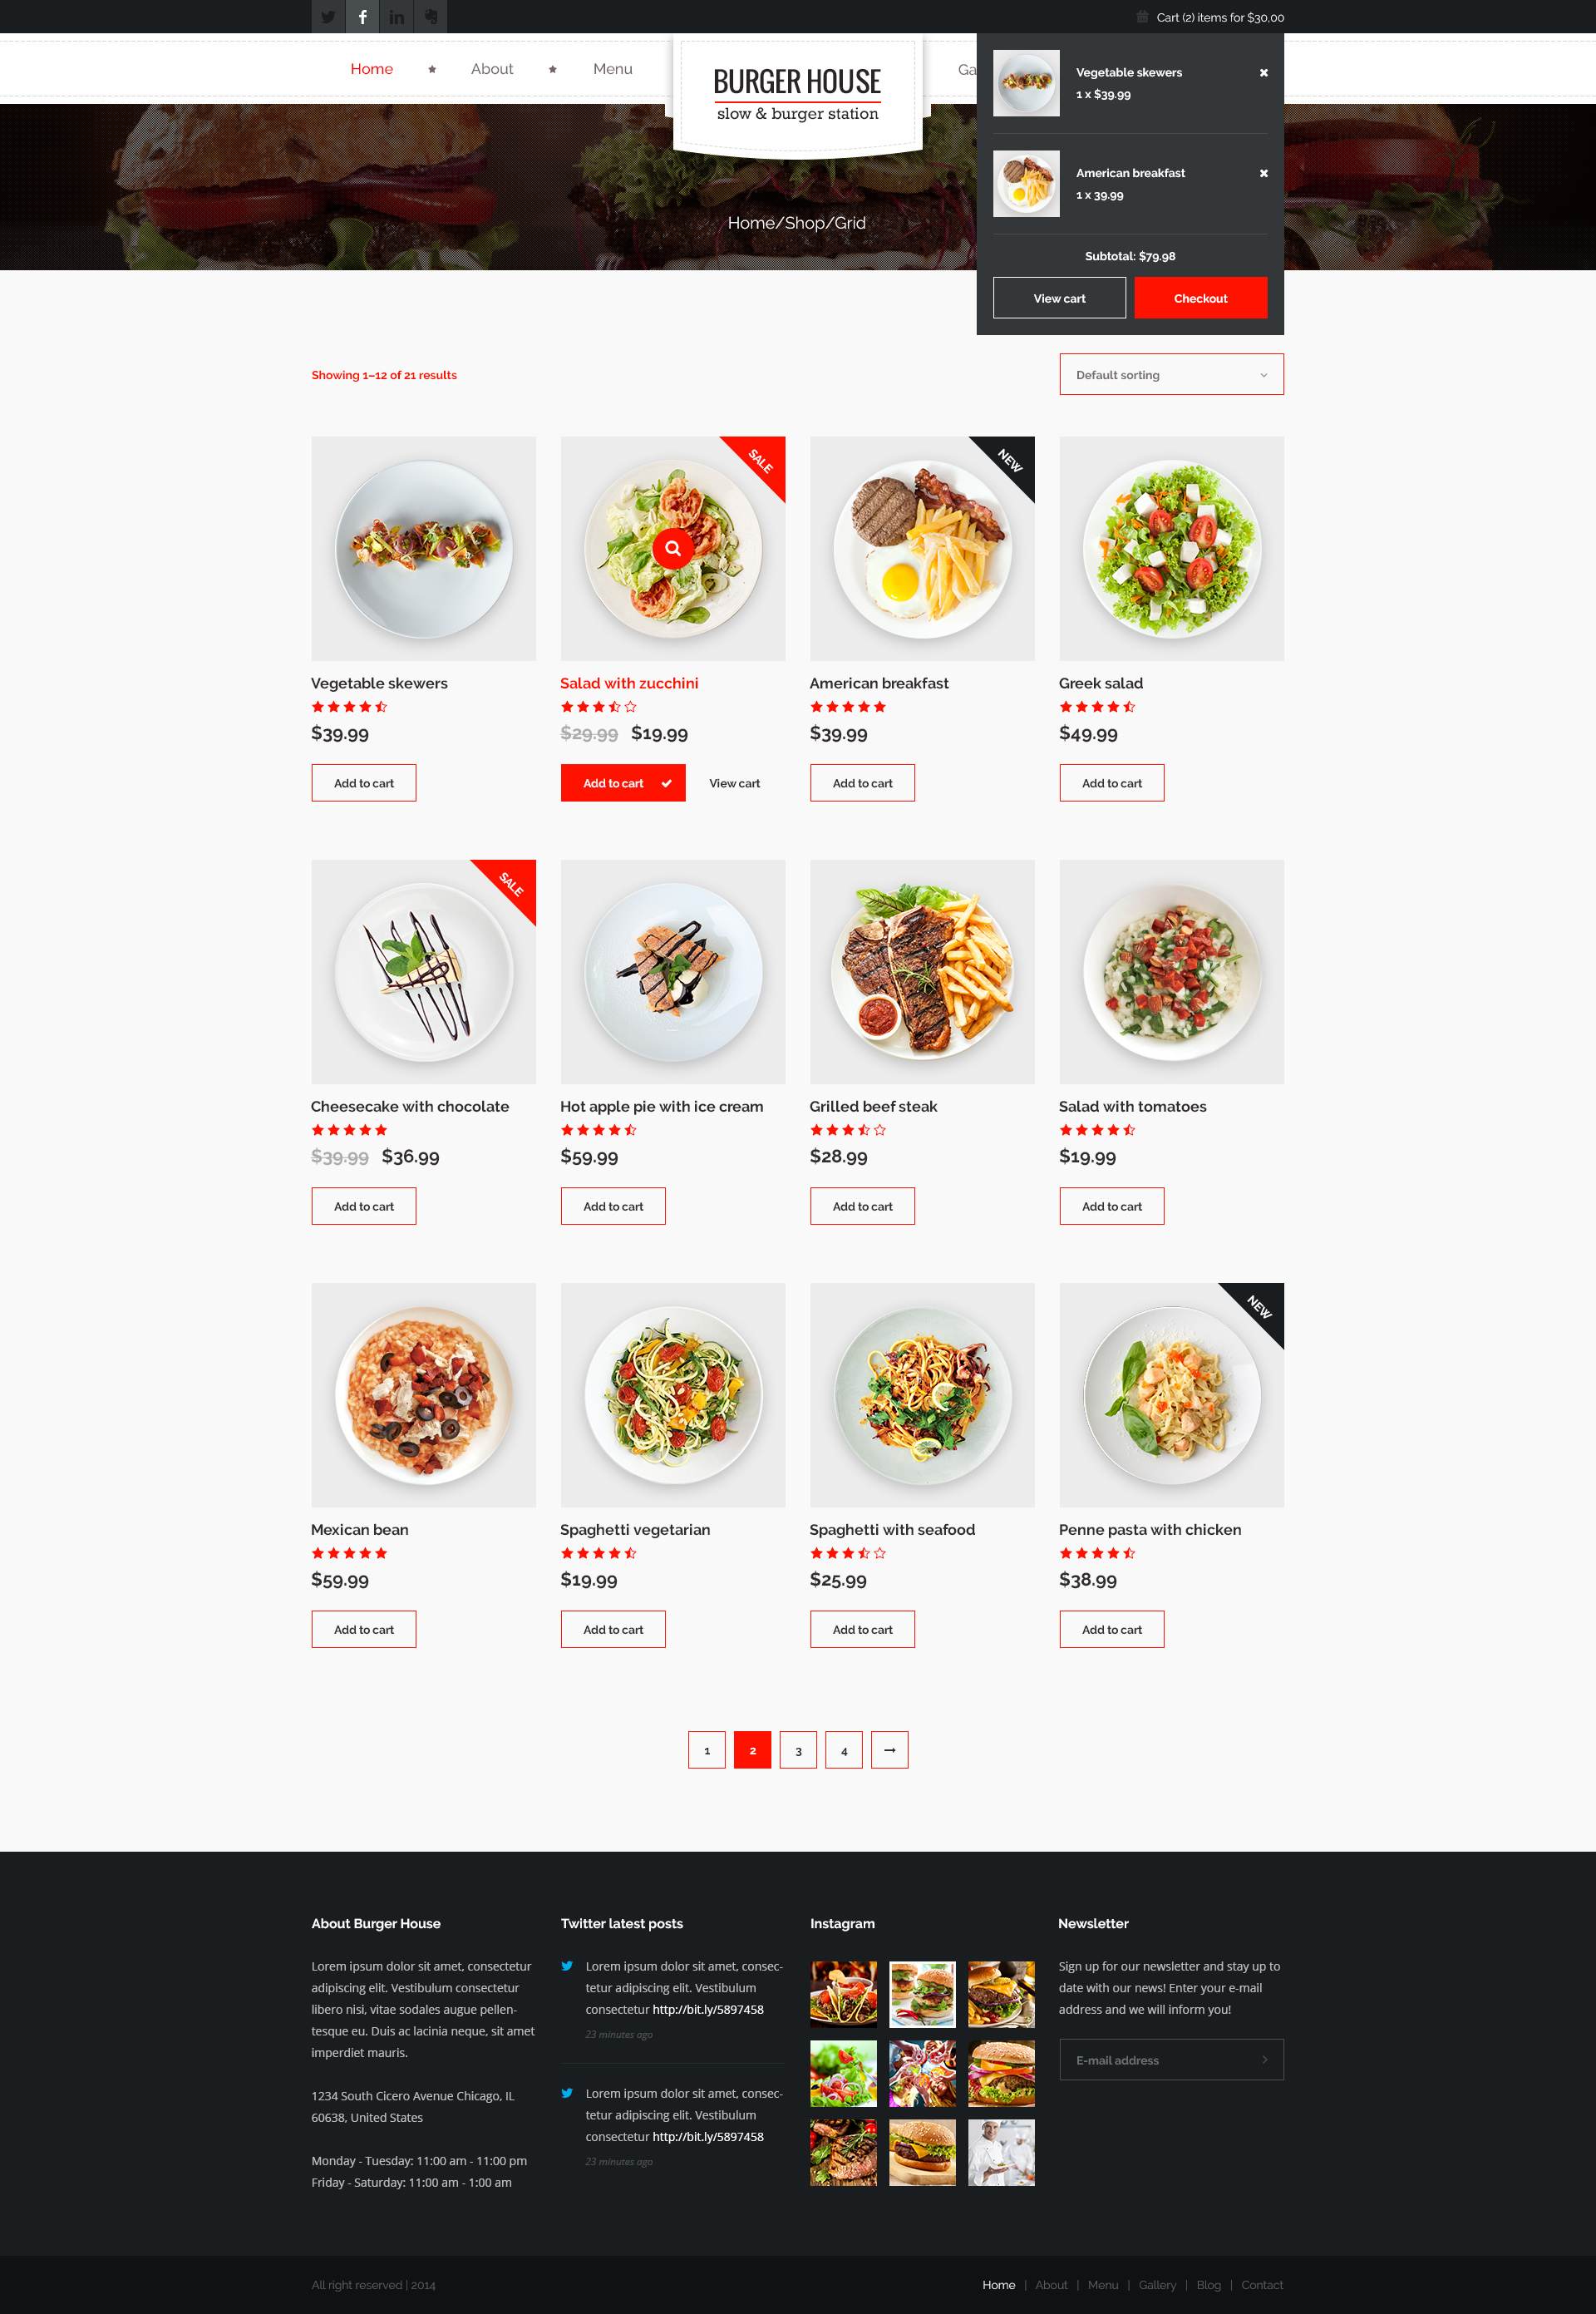 Cart (2) items for $30,00
Home
About
Menu
Ga
BURGER HOUSE
slow & burger station
Vegetable skewers
1 x $39.99
American breakfast
1 x 39.99
Subtotal: $79.98
View cart
Checkout
Home/Shop/Grid
Showing 1–12 of 21 results
Default sorting
SALE
NEW
Vegetable skewers
Salad with zucchini
American breakfast
Greek salad
$39.99
$29.99 $19.99
$39.99
$49.99
Add to cart
Add to cart
View cart
Add to cart
Add to cart
SALE
Cheesecake with chocolate
Hot apple pie with ice cream
Grilled beef steak
Salad with tomatoes
$39.99 $36.99
$59.99
$28.99
$19.99
Add to cart
Add to cart
Add to cart
Add to cart
NEW
Mexican bean
Spaghetti vegetarian
Spaghetti with seafood
Penne pasta with chicken
$59.99
$19.99
$25.99
$38.99
Add to cart
Add to cart
Add to cart
Add to cart
1
2
3
4
About Burger House
Lorem ipsum dolor sit amet, consectetur
adipiscing elit. Vestibulum consectetur
libero nisi, vitae sodales augue pellen-
tesque eu. Duis ac lacinia neque, sit amet
imperdiet mauris.
1234 South Cicero Avenue Chicago, IL
60638, United States
Monday - Tuesday: 11:00 am - 11:00 pm
Friday - Saturday: 11:00 am - 1:00 am
Twitter latest posts
Lorem ipsum dolor sit amet, consec-
tetur adipiscing elit. Vestibulum
consectetur http://bit.ly/5897458
23 minutes ago
Lorem ipsum dolor sit amet, consec-
tetur adipiscing elit. Vestibulum
consectetur http://bit.ly/5897458
23 minutes ago
Instagram
Newsletter
Sign up for our newsletter and stay up to
date with our news! Enter your e-mail
address and we will inform you!
E-mail address
All right reserved | 2014
Home | About | Menu | Gallery | Blog | Contact